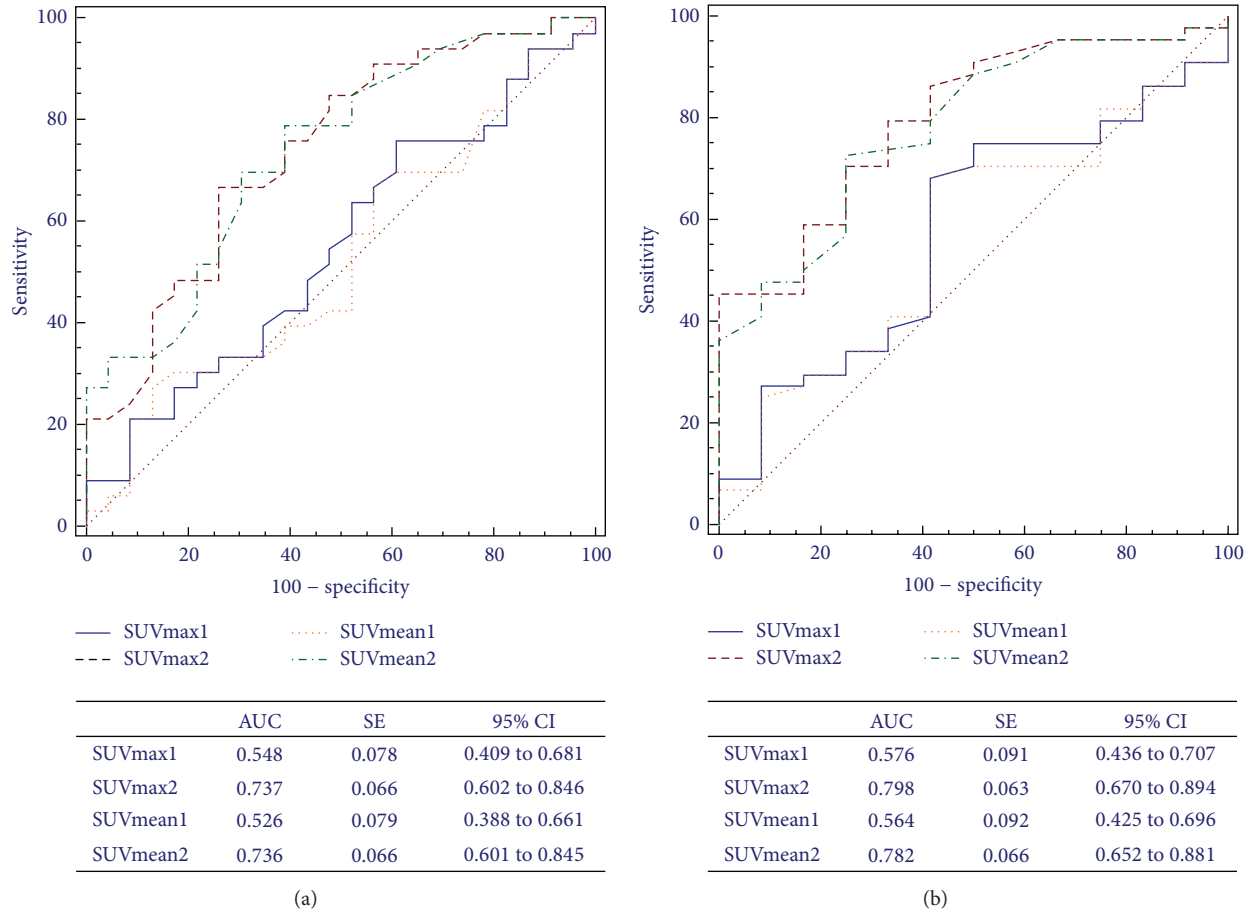 100
80
60
40
20
0
Sensitivity
0 20 40 60 80 100
100 − specificity
SUVmax1 SUVmean1
SUVmax2 SUVmean2
AUC SE 95% CI
SUVmax1 0.548 0.078 0.409 to 0.681
SUVmax2 0.737 0.066 0.602 to 0.846
SUVmean1 0.526 0.079 0.388 to 0.661
SUVmean2 0.736 0.066 0.601 to 0.845
(a)
100
80
60
40
20
0
Sensitivity
0 20 40 60 80 100
100 − specificity
SUVmax1 SUVmean1
SUVmax2 SUVmean2
AUC SE 95% CI
SUVmax1 0.576 0.091 0.436 to 0.707
SUVmax2 0.798 0.063 0.670 to 0.894
SUVmean1 0.564 0.092 0.425 to 0.696
SUVmean2 0.782 0.066 0.652 to 0.881
(b)